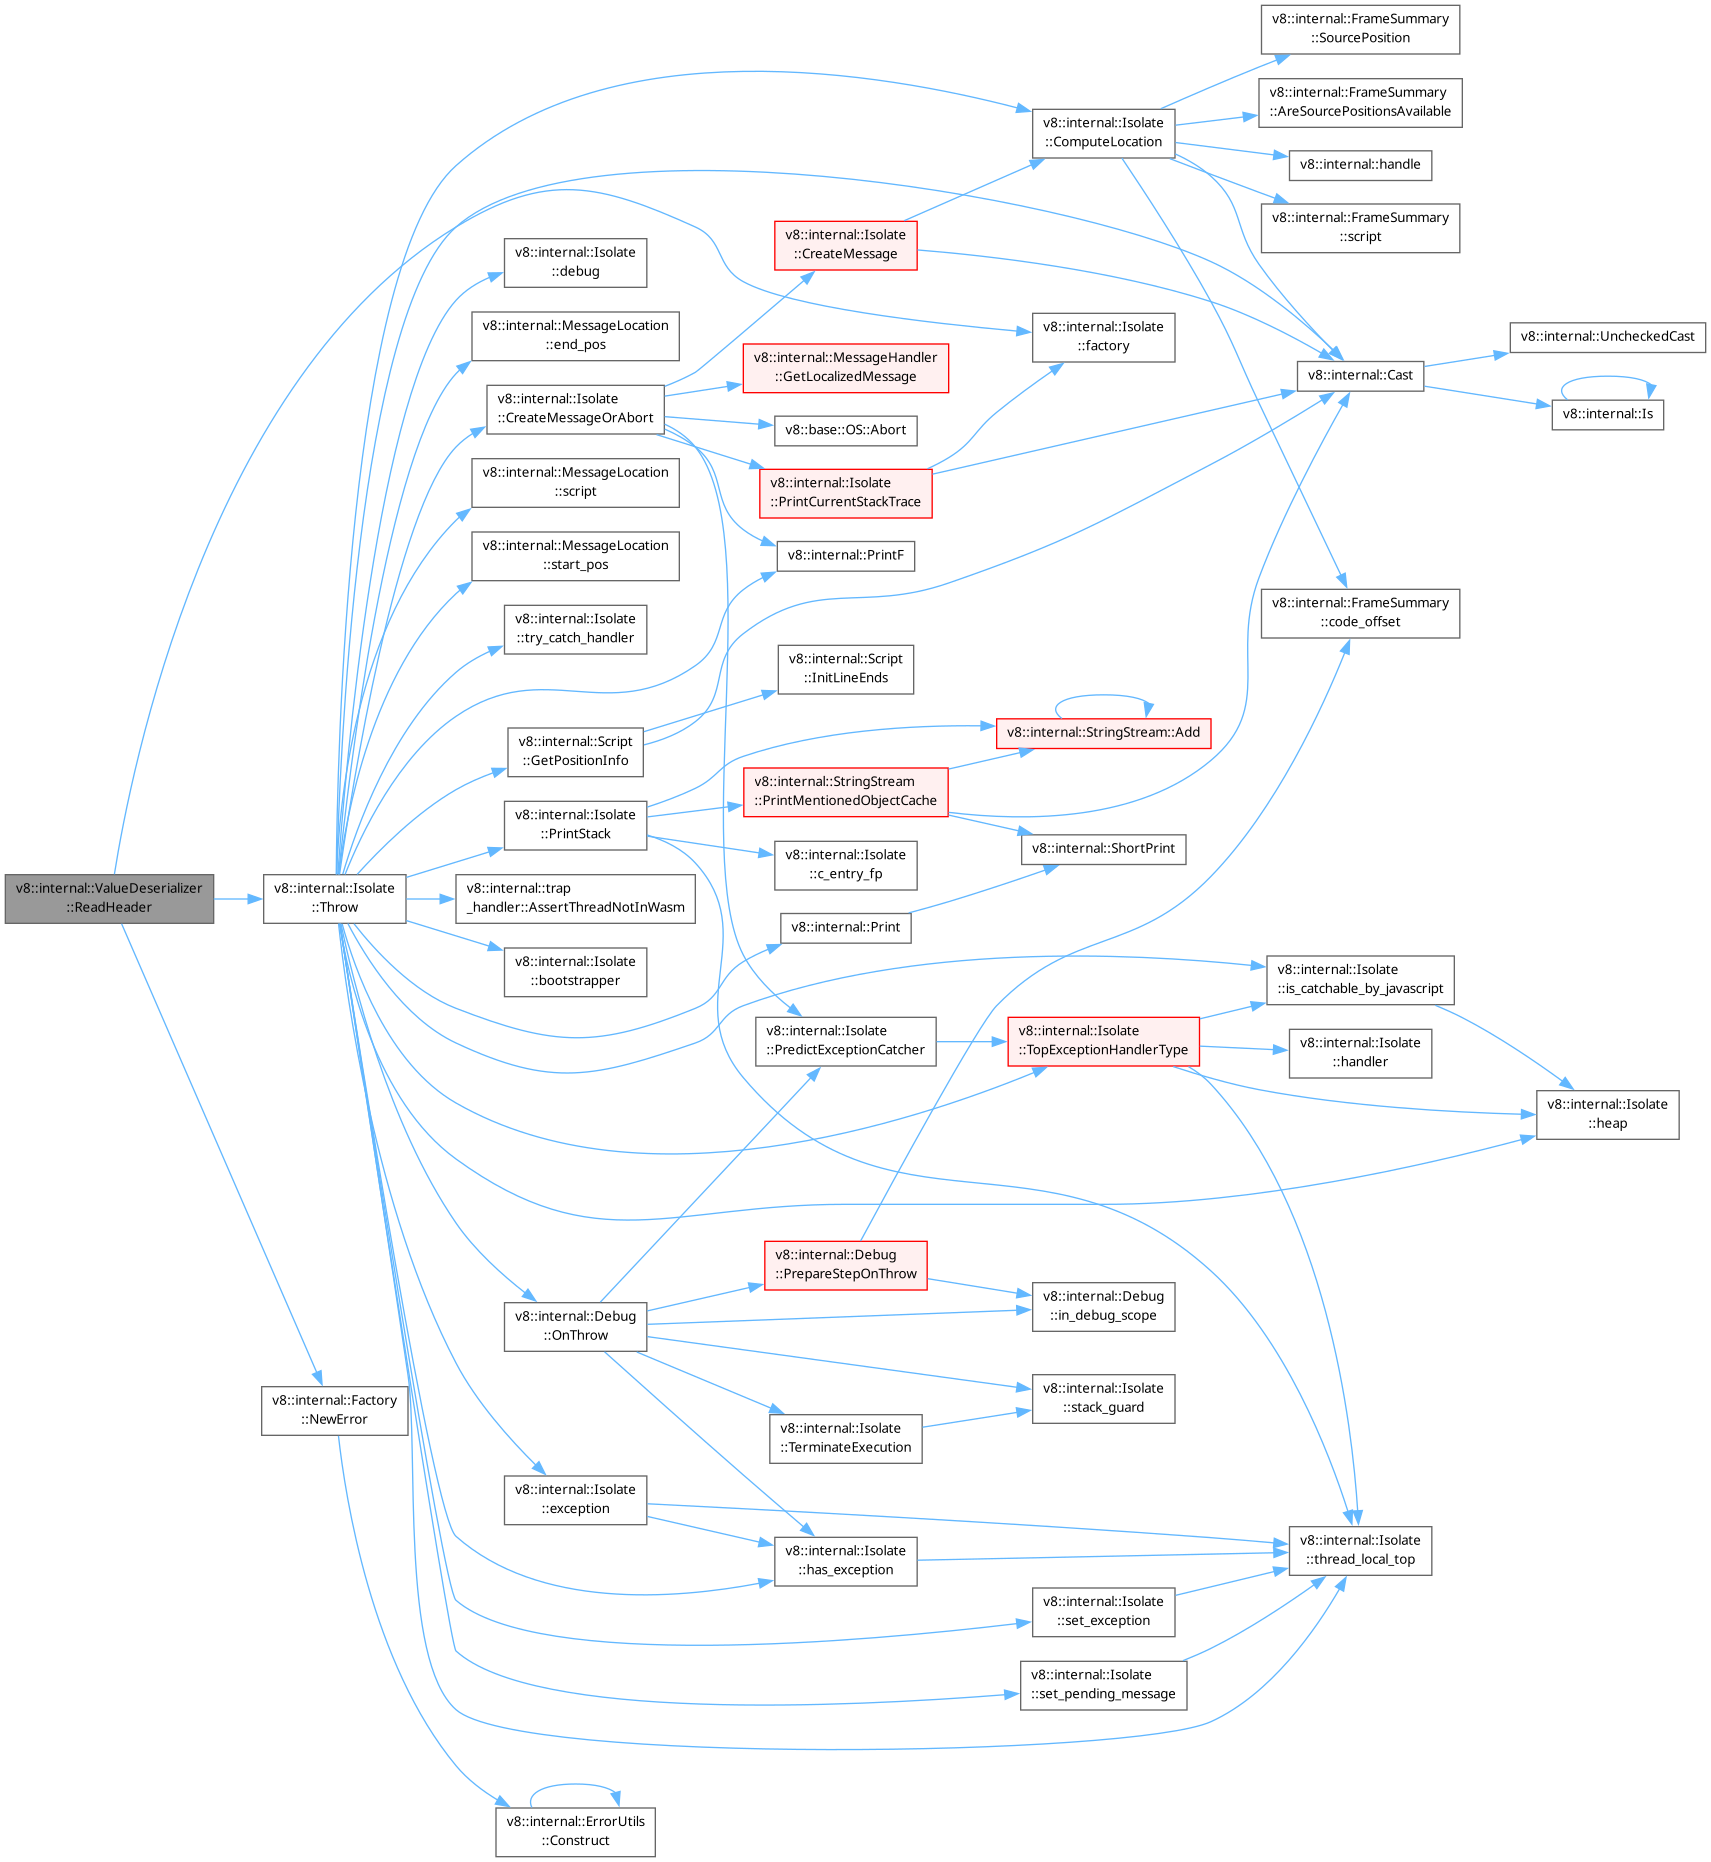 v8::internal::ValueDeserializer
::ReadHeader
v8::internal::Isolate
::Throw
v8::internal::Factory
::NewError
v8::internal::Isolate
::debug
v8::internal::MessageLocation
::end_pos
v8::internal::Isolate
::CreateMessageOrAbort
v8::internal::MessageLocation
::script
v8::internal::MessageLocation
::start_pos
v8::internal::Isolate
::try_catch_handler
v8::internal::Script
::GetPositionInfo
v8::internal::Isolate
::PrintStack
v8::internal::trap
_handler::AssertThreadNotInWasm
v8::internal::Isolate
::bootstrapper
v8::internal::Debug
::OnThrow
v8::internal::Isolate
::exception
v8::internal::ErrorUtils
::Construct
v8::internal::Isolate
::CreateMessage
v8::internal::MessageHandler
::GetLocalizedMessage
v8::base::OS::Abort
v8::internal::Isolate
::PrintCurrentStackTrace
v8::internal::PrintF
v8::internal::Script
::InitLineEnds
v8::internal::StringStream
::PrintMentionedObjectCache
v8::internal::Isolate
::c_entry_fp
v8::internal::Print
v8::internal::Isolate
::PredictExceptionCatcher
v8::internal::Debug
::PrepareStepOnThrow
v8::internal::Isolate
::TerminateExecution
v8::internal::Isolate
::has_exception
v8::internal::Isolate
::ComputeLocation
v8::internal::Isolate
::factory
v8::internal::StringStream::Add
v8::internal::ShortPrint
v8::internal::Isolate
::TopExceptionHandlerType
v8::internal::Debug
::in_debug_scope
v8::internal::Isolate
::stack_guard
v8::internal::Isolate
::set_exception
v8::internal::Isolate
::set_pending_message
v8::internal::FrameSummary
::SourcePosition
v8::internal::FrameSummary
::AreSourcePositionsAvailable
v8::internal::handle
v8::internal::FrameSummary
::script
v8::internal::Cast
v8::internal::FrameSummary
::code_offset
v8::internal::Isolate
::is_catchable_by_javascript
v8::internal::Isolate
::handler
v8::internal::Isolate
::thread_local_top
v8::internal::UncheckedCast
v8::internal::Is
v8::internal::Isolate
::heap